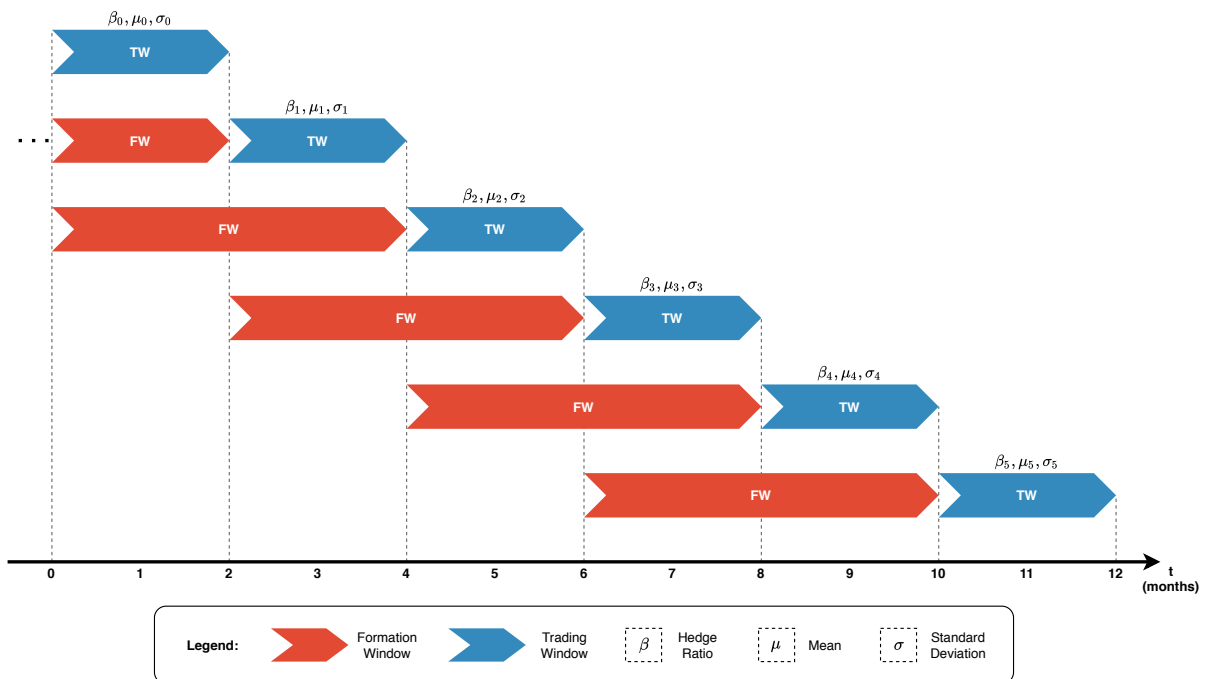 β₀, μ₀, σ₀
TW
β₁, μ₁, σ₁
...
FW
TW
β₂, μ₂, σ₂
FW
TW
β₃, μ₃, σ₃
FW
TW
β₄, μ₄, σ₄
FW
TW
β₅, μ₅, σ₅
FW
TW
0 1 2 3 4 5 6 7 8 9 10 11 12
t
(months)
Legend:
Formation
Window
Trading
Window
β
Hedge
Ratio
μ
Mean
σ
Standard
Deviation